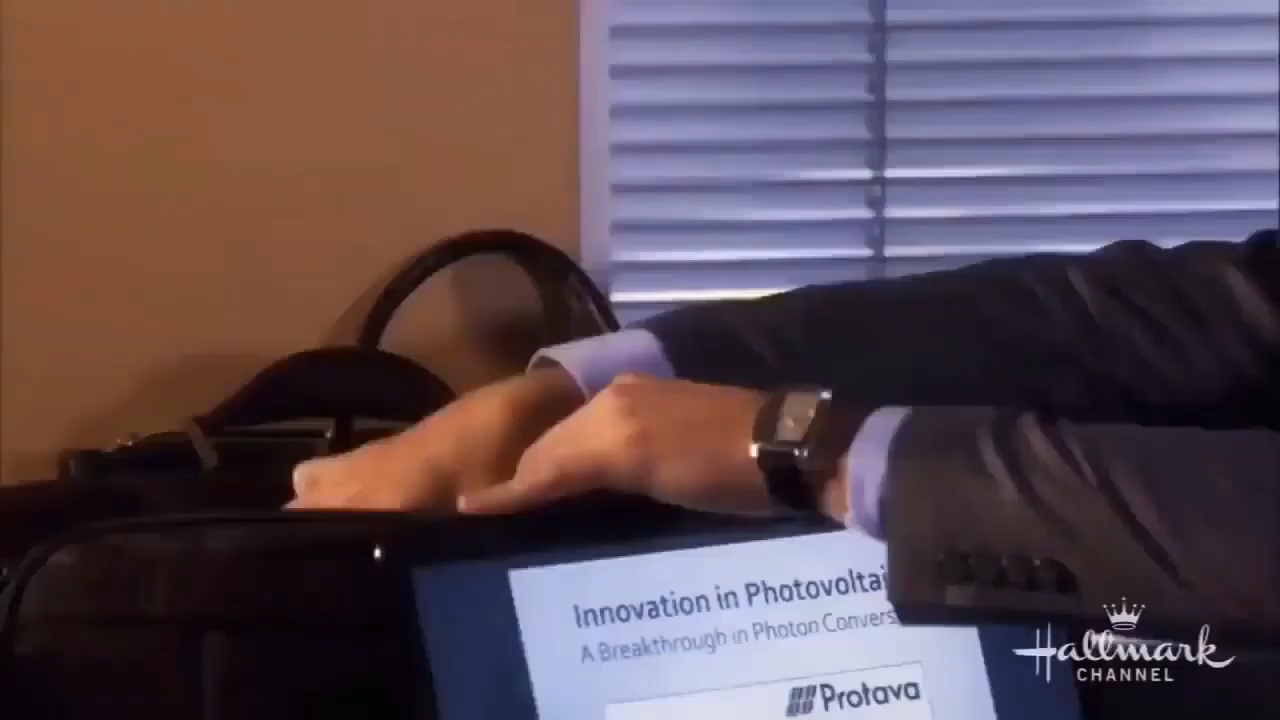 Innovation in Photovoltai
A Breakthrough in Photon Convers
Protava
Hallmark
CHANNEL